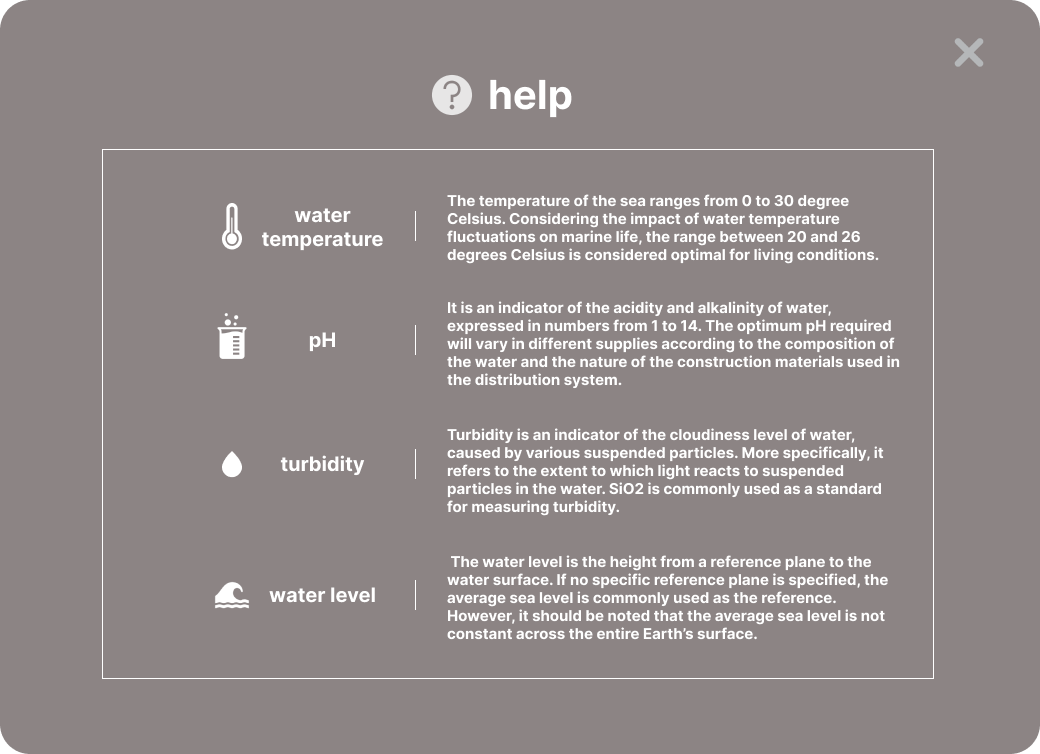 help
water
temperature
The temperature of the sea ranges from 0 to 30 degree
Celsius. Considering the impact of water temperature
fluctuations on marine life, the range between 20 and 26
degrees Celsius is considered optimal for living conditions.
pH
It is an indicator of the acidity and alkalinity of water,
expressed in numbers from 1 to 14. The optimum pH required
will vary in different supplies according to the composition of
the water and the nature of the construction materials used in
the distribution system.
turbidity
Turbidity is an indicator of the cloudiness level of water,
caused by various suspended particles. More specifically, it
refers to the extent to which light reacts to suspended
particles in the water. SiO2 is commonly used as a standard
for measuring turbidity.
water level
The water level is the height from a reference plane to the
water surface. If no specific reference plane is specified, the
average sea level is commonly used as the reference.
However, it should be noted that the average sea level is not
constant across the entire Earth’s surface.